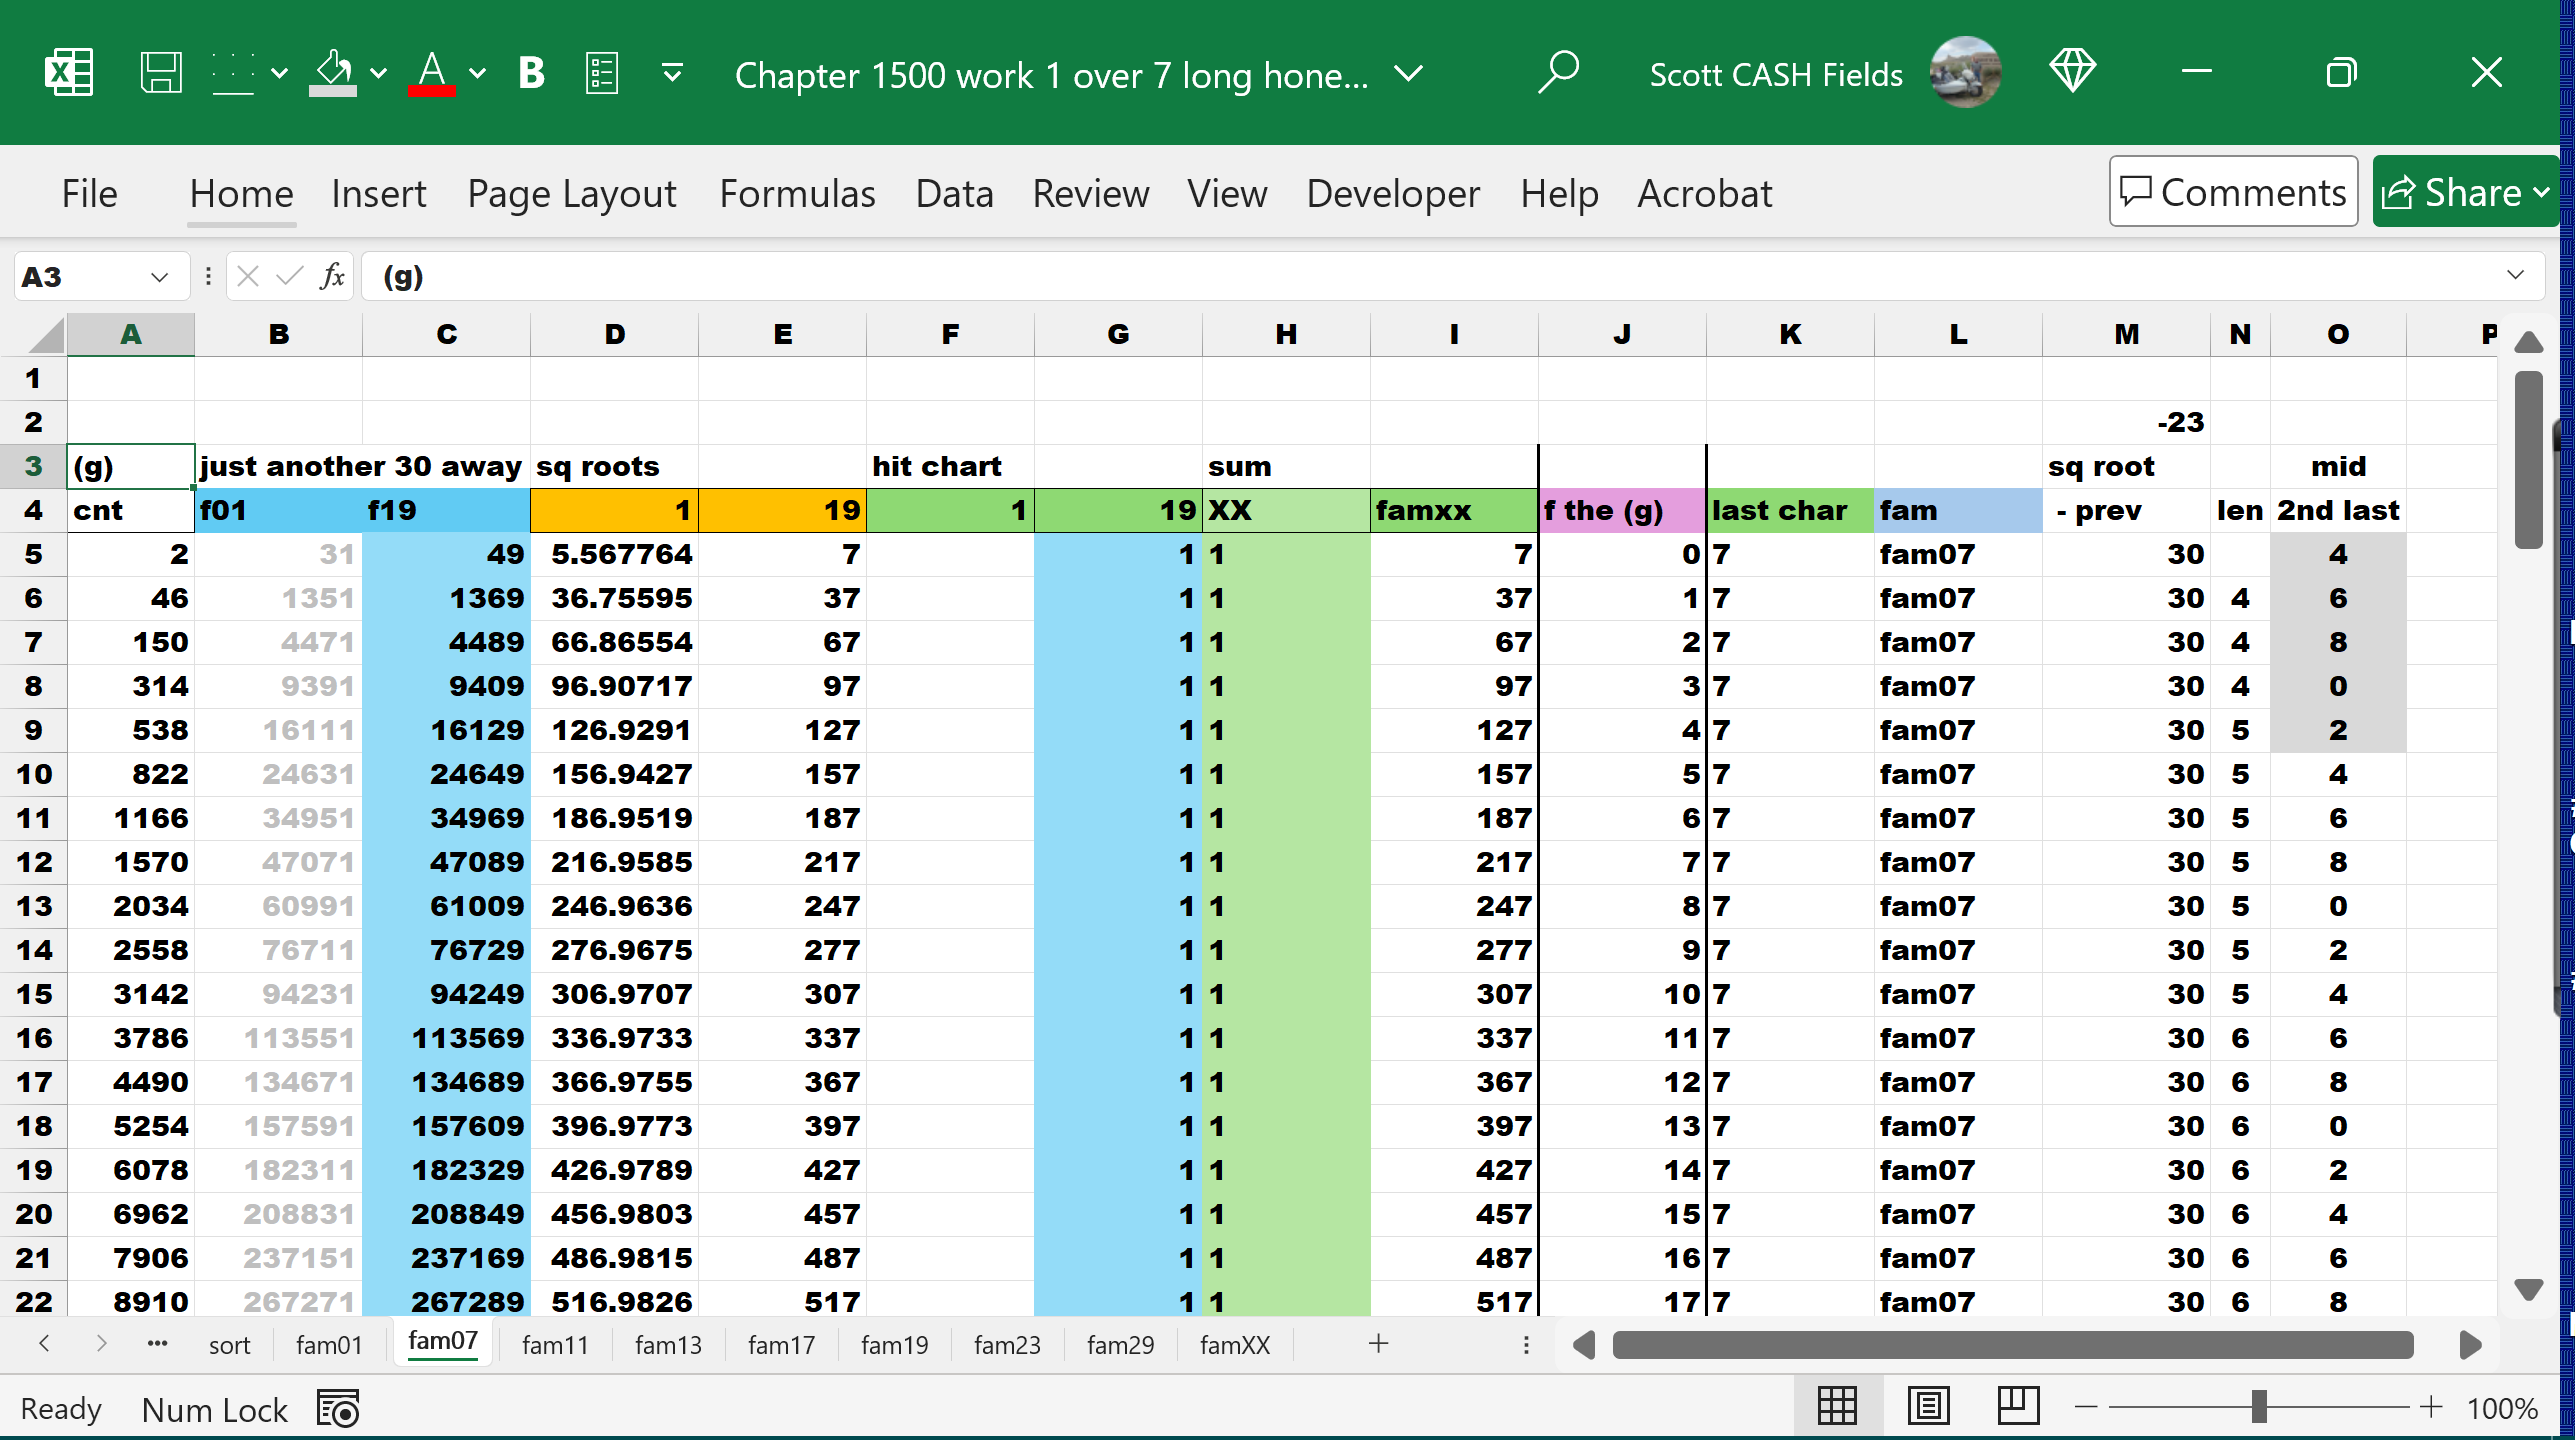 Chapter 1500 work 1 over 7 long hone... Scott CASH Fields
File Home Insert Page Layout Formulas Data Review View Developer Help Acrobat Comments Share
A3 fx (g)
A B C D E F G H I J K L M N O P
1
2 -23
3 (g) just another 30 away sq roots hit chart sum sq root mid
4 cnt f01 f19 1 19 1 19 XX famxx f the (g) last char fam - prev len 2nd last
5 2 31 49 5.567764 7 1 1 7 0 7 fam07 30 4
6 46 1351 1369 36.75595 37 1 1 37 1 7 fam07 30 4 6
7 150 4471 4489 66.86554 67 1 1 67 2 7 fam07 30 4 8
8 314 9391 9409 96.90717 97 1 1 97 3 7 fam07 30 4 0
9 538 16111 16129 126.9291 127 1 1 127 4 7 fam07 30 5 2
10 822 24631 24649 156.9427 157 1 1 157 5 7 fam07 30 5 4
11 1166 34951 34969 186.9519 187 1 1 187 6 7 fam07 30 5 6
12 1570 47071 47089 216.9585 217 1 1 217 7 7 fam07 30 5 8
13 2034 60991 61009 246.9636 247 1 1 247 8 7 fam07 30 5 0
14 2558 76711 76729 276.9675 277 1 1 277 9 7 fam07 30 5 2
15 3142 94231 94249 306.9707 307 1 1 307 10 7 fam07 30 5 4
16 3786 113551 113569 336.9733 337 1 1 337 11 7 fam07 30 6 6
17 4490 134671 134689 366.9755 367 1 1 367 12 7 fam07 30 6 8
18 5254 157591 157609 396.9773 397 1 1 397 13 7 fam07 30 6 0
19 6078 182311 182329 426.9789 427 1 1 427 14 7 fam07 30 6 2
20 6962 208831 208849 456.9803 457 1 1 457 15 7 fam07 30 6 4
21 7906 237151 237169 486.9815 487 1 1 487 16 7 fam07 30 6 6
22 8910 267271 267289 516.9826 517 1 1 517 17 7 fam07 30 6 8
... sort fam01 fam07 fam11 fam13 fam17 fam19 fam23 fam29 famXX +
Ready Num Lock 100%